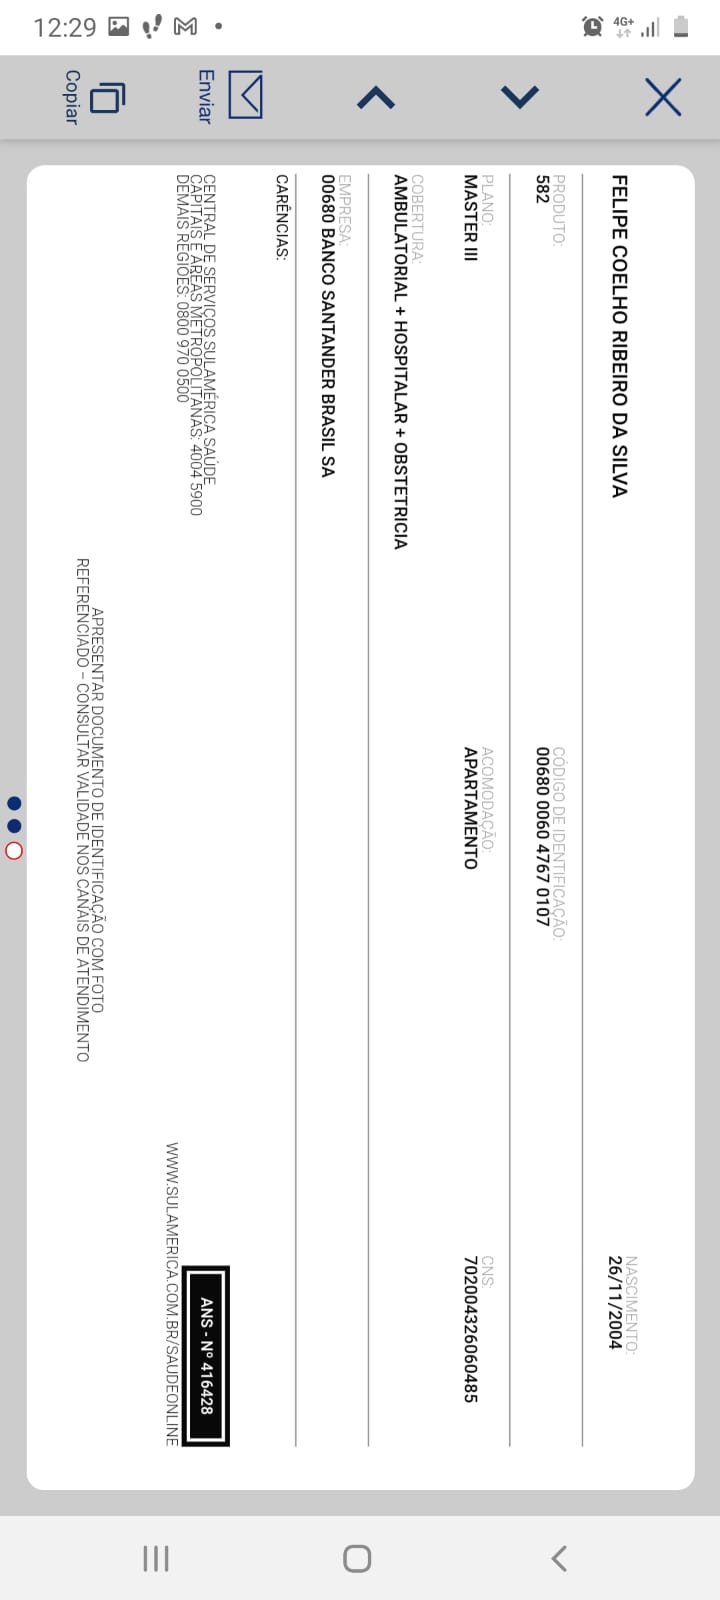 12:29
4G+
Copiar
Enviar
FELIPE COELHO RIBEIRO DA SILVA
NASCIMENTO:
26/11/2004
PRODUTO:
582
CÓDIGO DE IDENTIFICAÇÃO:
00680 0060 4767 0107
PLANO:
MASTER III
ACOMODAÇÃO:
APARTAMENTO
CNS:
702004326060485
COBERTURA:
AMBULATORIAL + HOSPITALAR + OBSTETRICIA
EMPRESA:
00680 BANCO SANTANDER BRASIL SA
CARÊNCIAS:
CENTRAL DE SERVIÇOS SULAMÉRICA SAÚDE
CAPITAIS E ÁREAS METROPOLITANAS: 4004 5900
DEMAIS REGIÕES: 0800 970 0500
ANS - Nº 416428
WWW.SULAMERICA.COM.BR/SAUDEONLINE
APRESENTAR DOCUMENTO DE IDENTIFICAÇÃO COM FOTO
REFERENCIADO - CONSULTAR VALIDADE NOS CANAIS DE ATENDIMENTO